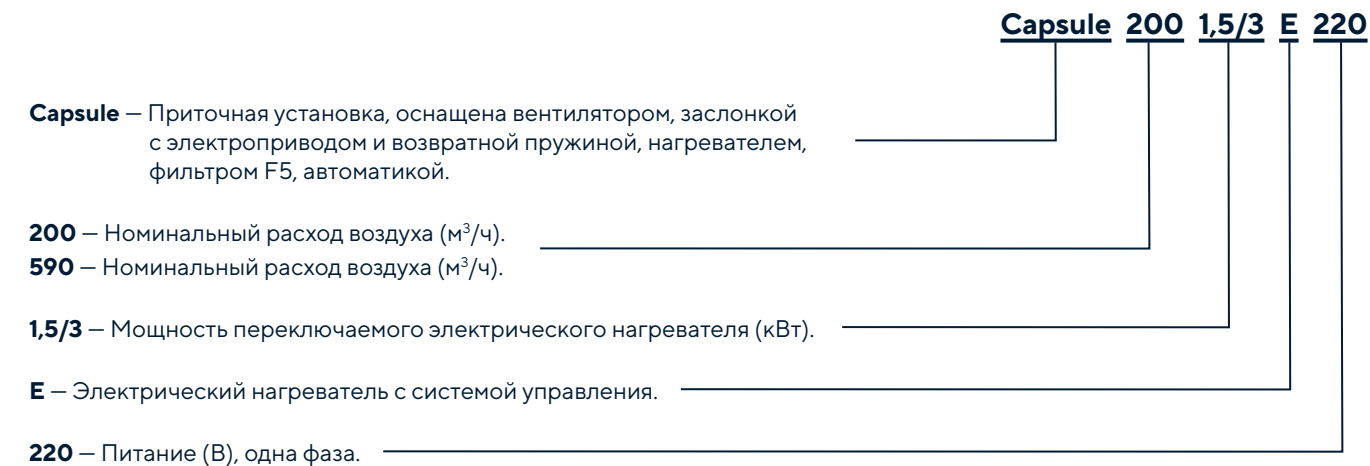 Capsule 200 1,5/3 E 220
Capsule — Приточная установка, оснащена вентилятором, заслонкой
с электроприводом и возвратной пружиной, нагревателем,
фильтром F5, автоматикой.
200 — Номинальный расход воздуха (м³/ч).
590 — Номинальный расход воздуха (м³/ч).
1,5/3 — Мощность переключаемого электрического нагревателя (кВт).
E — Электрический нагреватель с системой управления.
220 — Питание (В), одна фаза.